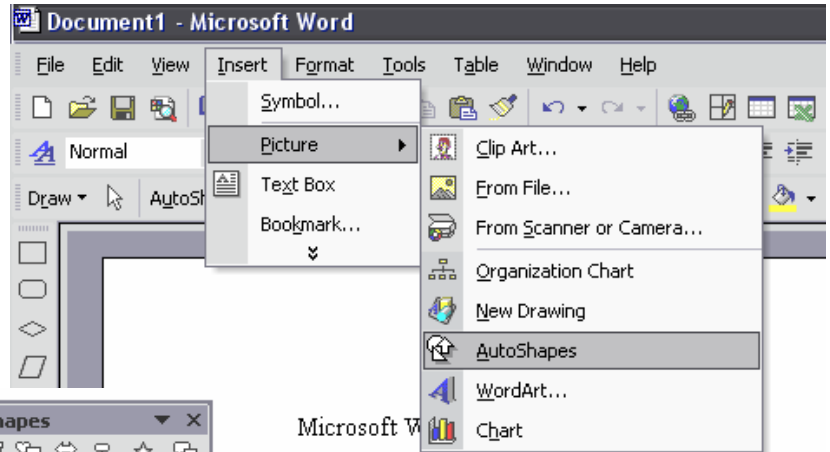 Document1 - Microsoft Word
File Edit View Insert Format Tools Table Window Help
Symbol...
Normal
Picture
Clip Art...
Draw
Text Box
From File...
Bookmark...
From Scanner or Camera...
Organization Chart
New Drawing
AutoShapes
WordArt...
Microsoft
Chart